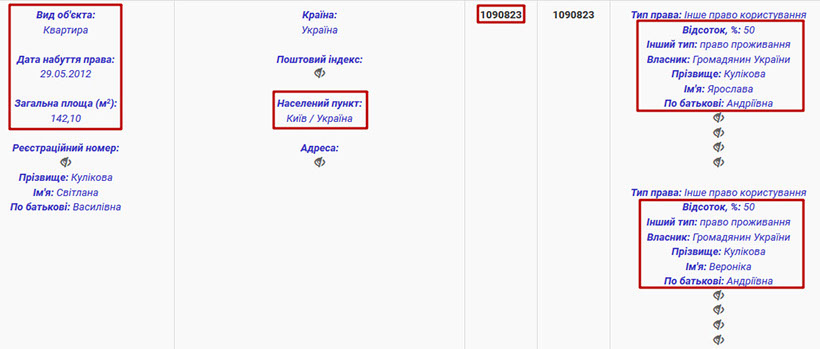 Вид об'єкта:
Квартира
Дата набуття права:
29.05.2012
Загальна площа (м²):
142,10
Реєстраційний номер:
Прізвище: Кулікова
Ім'я: Світлана
По батькові: Василівна
Країна:
Україна
Поштовий індекс:
Населений пункт:
Київ / Україна
Адреса:
1090823
1090823
Тип права: Інше право користування
Відсоток, %: 50
Інший тип: право проживання
Власник: Громадянин України
Прізвище: Кулікова
Ім'я: Ярослава
По батькові: Андріївна
Тип права: Інше право користування
Відсоток, %: 50
Інший тип: право проживання
Власник: Громадянин України
Прізвище: Кулікова
Ім'я: Вероніка
По батькові: Андріївна